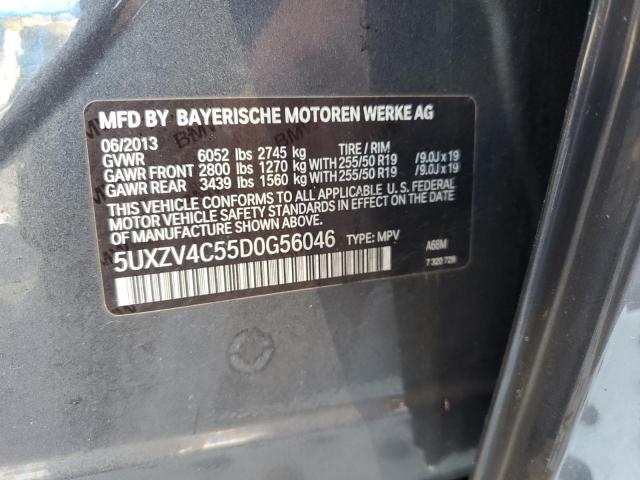 MFD BY BAYERISCHE MOTOREN WERKE AG
06/2013 TIRE / RIM
GVWR 6052 lbs 2745 kg
GAWR FRONT 2800 lbs 1270 kg WITH 255/50 R19 /9.0J x 19
GAWR REAR 3439 lbs 1560 kg WITH 255/50 R19 /9.0J x 19
THIS VEHICLE CONFORMS TO ALL APPLICABLE U.S. FEDERAL
MOTOR VEHICLE SAFETY STANDARDS IN EFFECT ON THE DATE
OF MANUFACTURE SHOWN ABOVE.
5UXZV4C55D0G56046 TYPE: MPV A68M
7 320 728